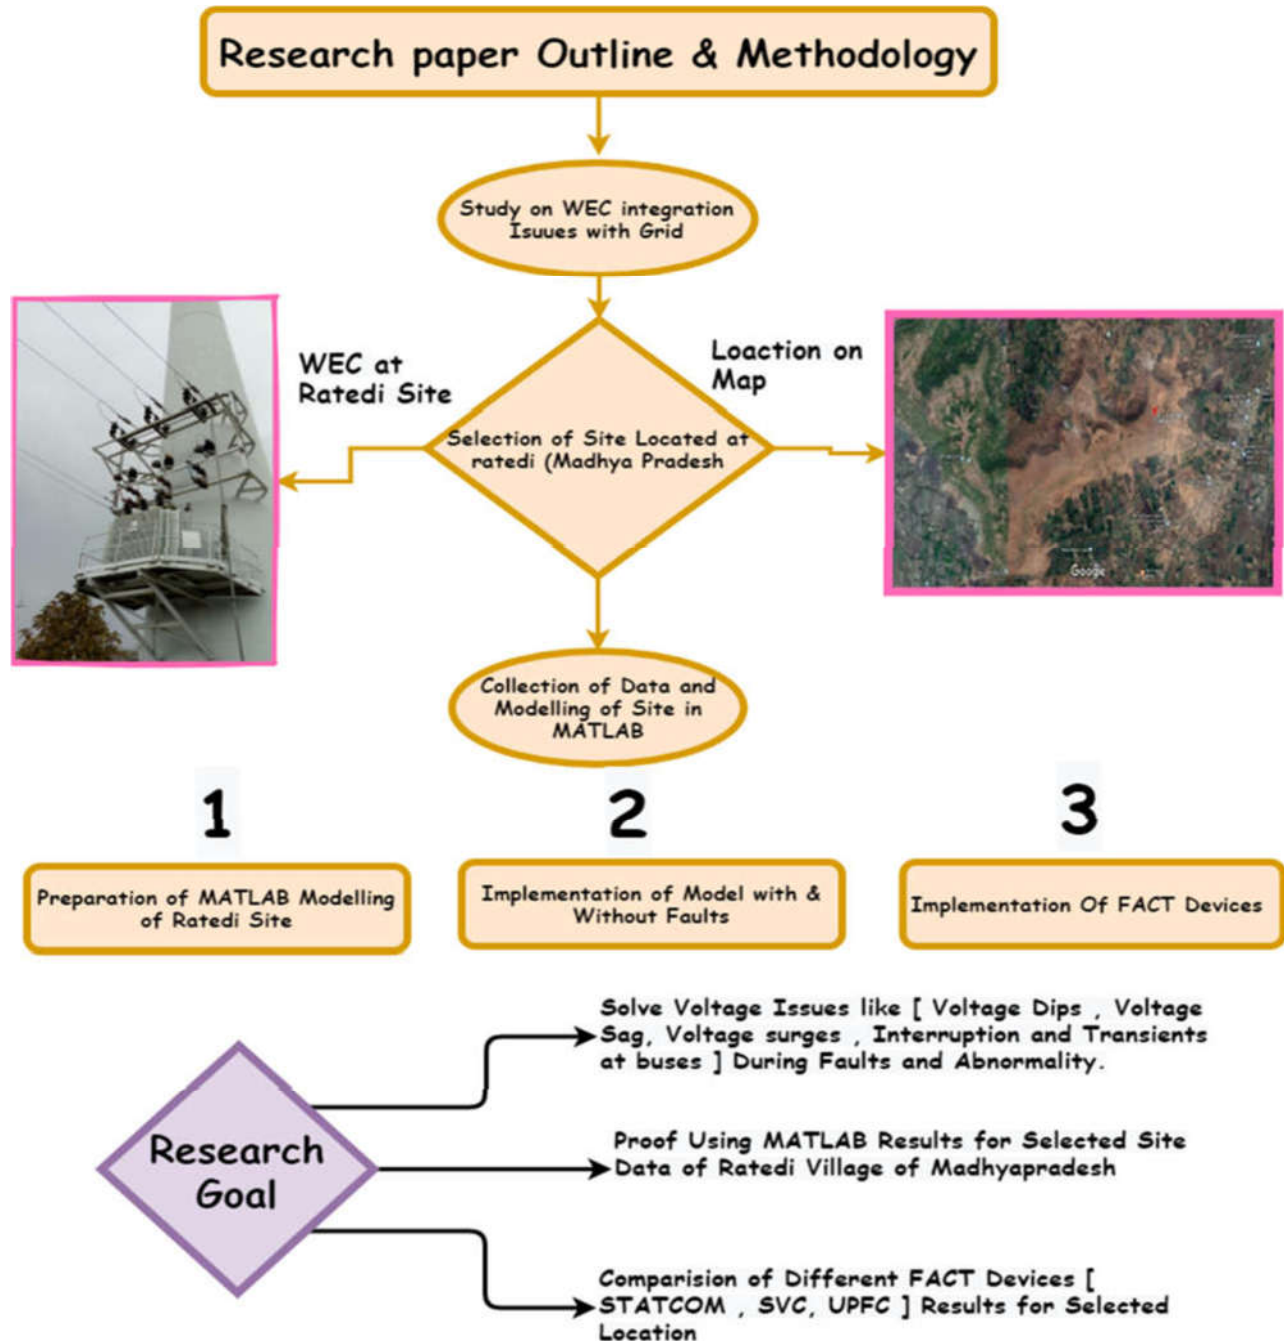 Research paper Outline & Methodology
Study on WEC integration
Isuues with Grid
WEC at
Ratedi Site
Loaction on
Map
Selection of Site Located at
ratedi (Madhya Pradesh
Google
Collection of Data and
Modelling of Site in
MATLAB
1
2
3
Preparation of MATLAB Modelling
of Ratedi Site
Implementation of Model with &
Without Faults
Implementation Of FACT Devices
Solve Voltage Issues like [ Voltage Dips , Voltage
Sag, Voltage surges , Interruption and Transients
at buses ] During Faults and Abnormality.
Research
Goal
Proof Using MATLAB Results for Selected Site
Data of Ratedi Village of Madhyapradesh
Comparision of Different FACT Devices [
STATCOM , SVC, UPFC ] Results for Selected
Location